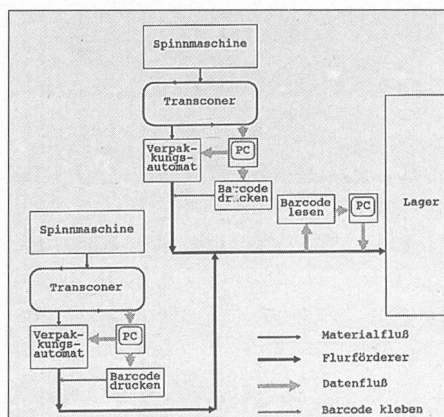 Spinnmaschine
Transconer
Verpak-
kungs-
automat
PC
Barcode
drucken
Barcode
lesen
PC
Lager
Spinnmaschine
Transconer
Verpak-
kungs-
automat
PC
Barcode
drucken
Materialfluß
Flurförderer
Datenfluß
Barcode kleben